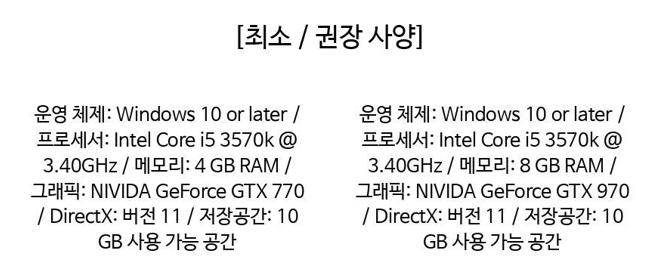 [최소 / 권장 사양]
운영 체제: Windows 10 or later /
프로세서: Intel Core i5 3570k @
3.40GHz / 메모리: 4 GB RAM /
그래픽: NIVIDA GeForce GTX 770
/ DirectX: 버전 11 / 저장공간: 10
GB 사용 가능 공간
운영 체제: Windows 10 or later /
프로세서: Intel Core i5 3570k @
3.40GHz / 메모리: 8 GB RAM /
그래픽: NIVIDA GeForce GTX 970
/ DirectX: 버전 11 / 저장공간: 10
GB 사용 가능 공간